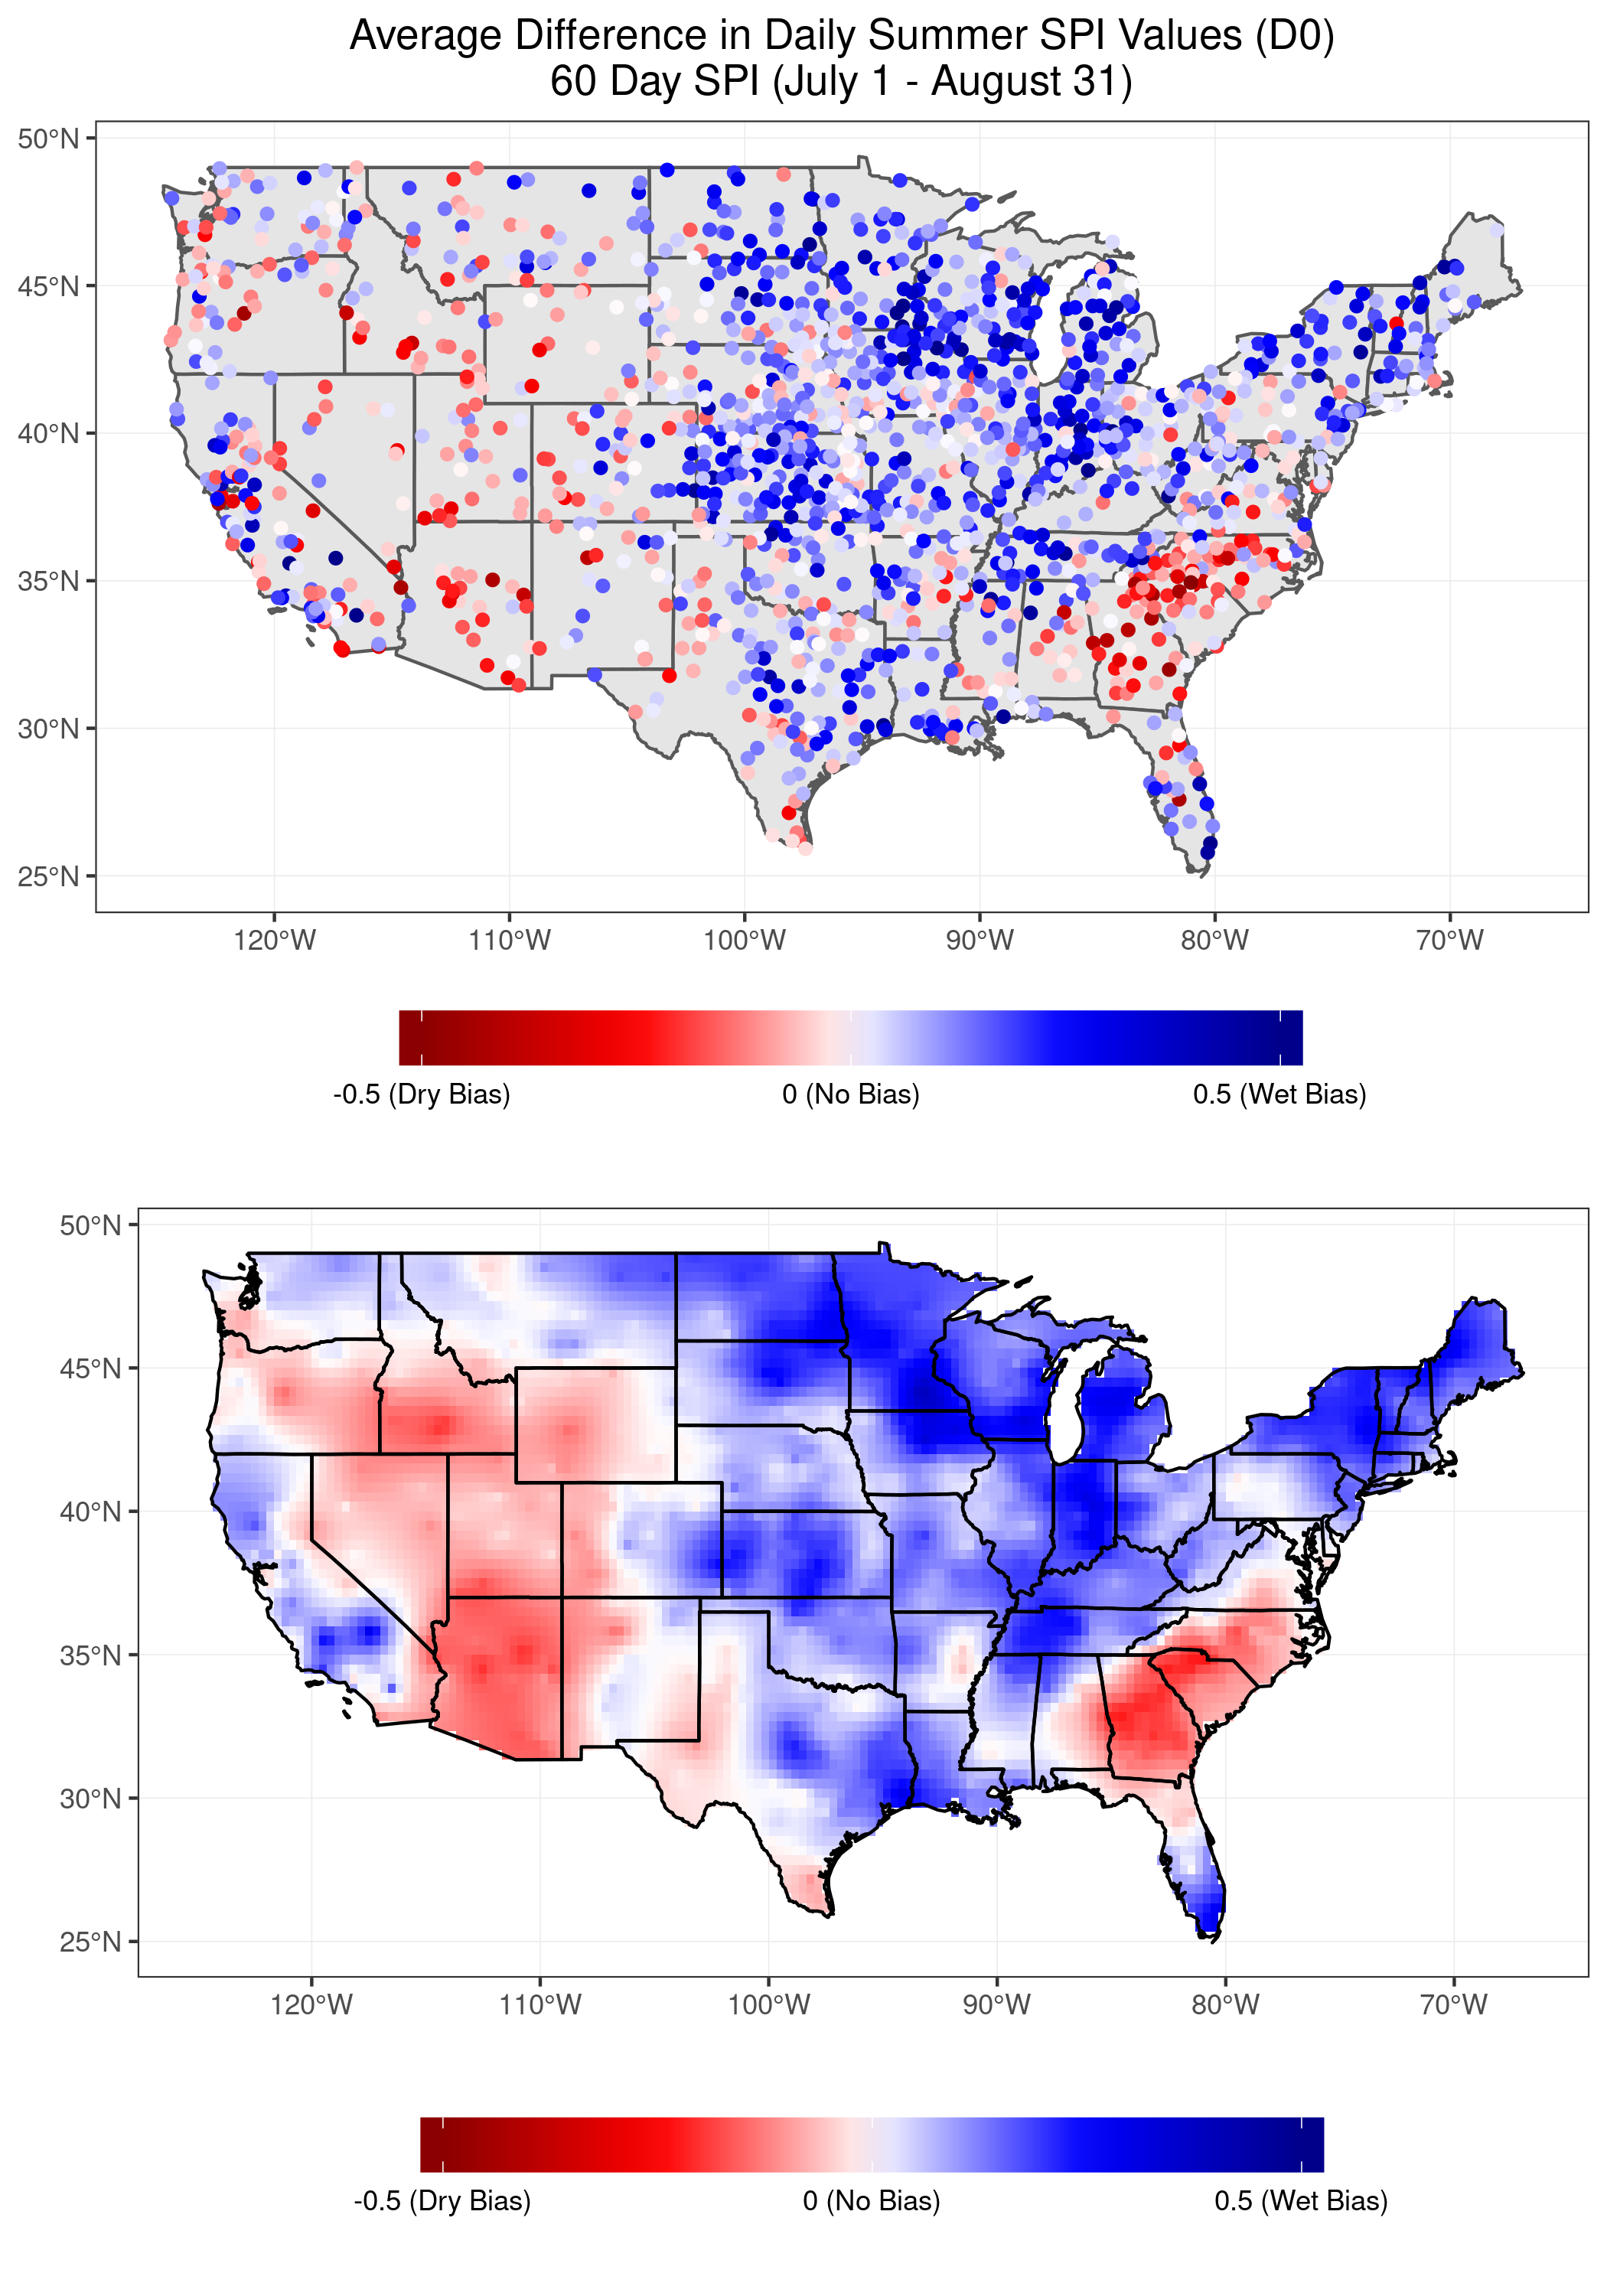 Average Difference in Daily Summer SPI Values (D0)
60 Day SPI (July 1 - August 31)
50°N
45°N
40°N
35°N
30°N
25°N
120°W 110°W 100°W 90°W 80°W 70°W
-0.5 (Dry Bias) 0 (No Bias) 0.5 (Wet Bias)
50°N
45°N
40°N
35°N
30°N
25°N
120°W 110°W 100°W 90°W 80°W 70°W
-0.5 (Dry Bias) 0 (No Bias) 0.5 (Wet Bias)